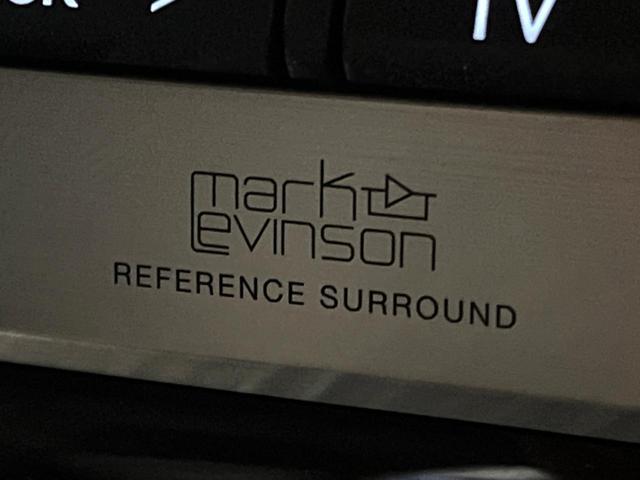 TV
mark
Levinson
REFERENCE SURROUND